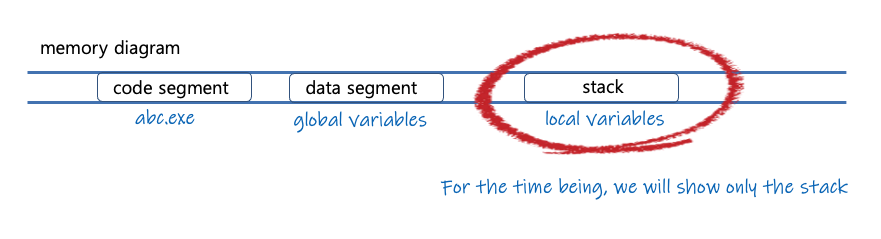 memory diagram
code segment
data segment
stack
abc.exe
global variables
local variables
For the time being, we will show only the stack